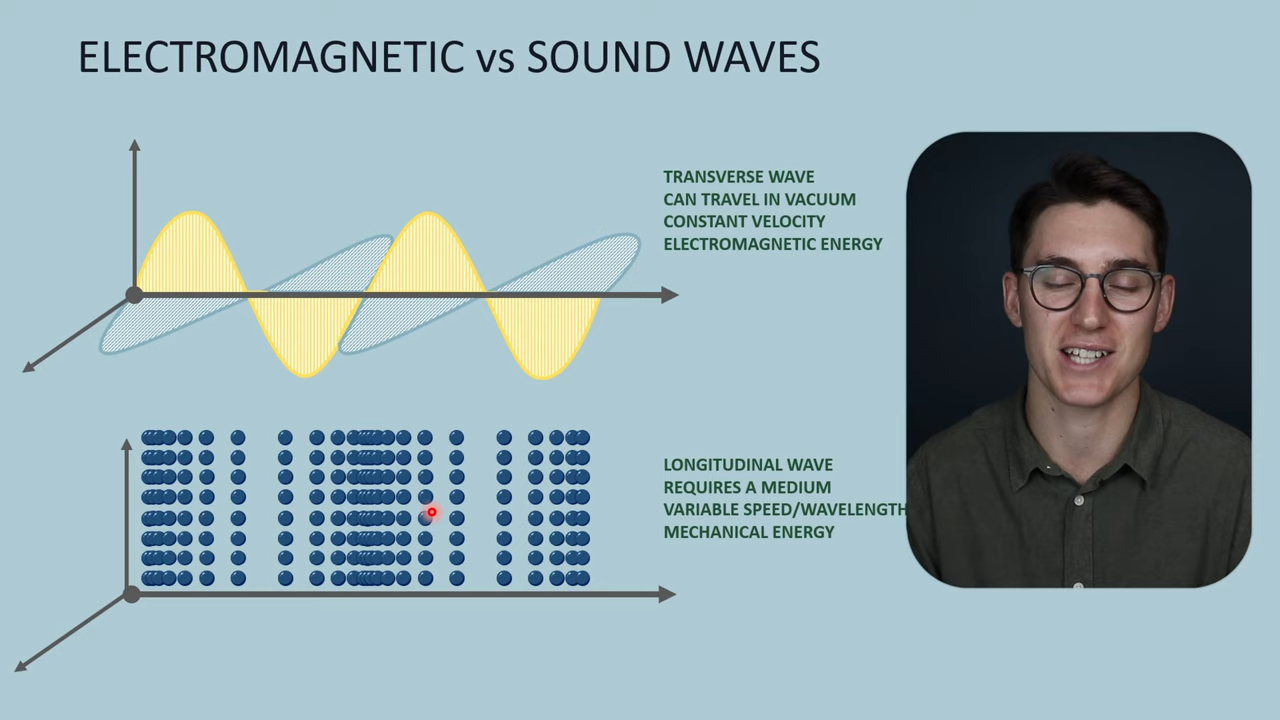 ELECTROMAGNETIC vs SOUND WAVES
TRANSVERSE WAVE
CAN TRAVEL IN VACUUM
CONSTANT VELOCITY
ELECTROMAGNETIC ENERGY
LONGITUDINAL WAVE
REQUIRES A MEDIUM
VARIABLE SPEED/WAVELENGTH
MECHANICAL ENERGY